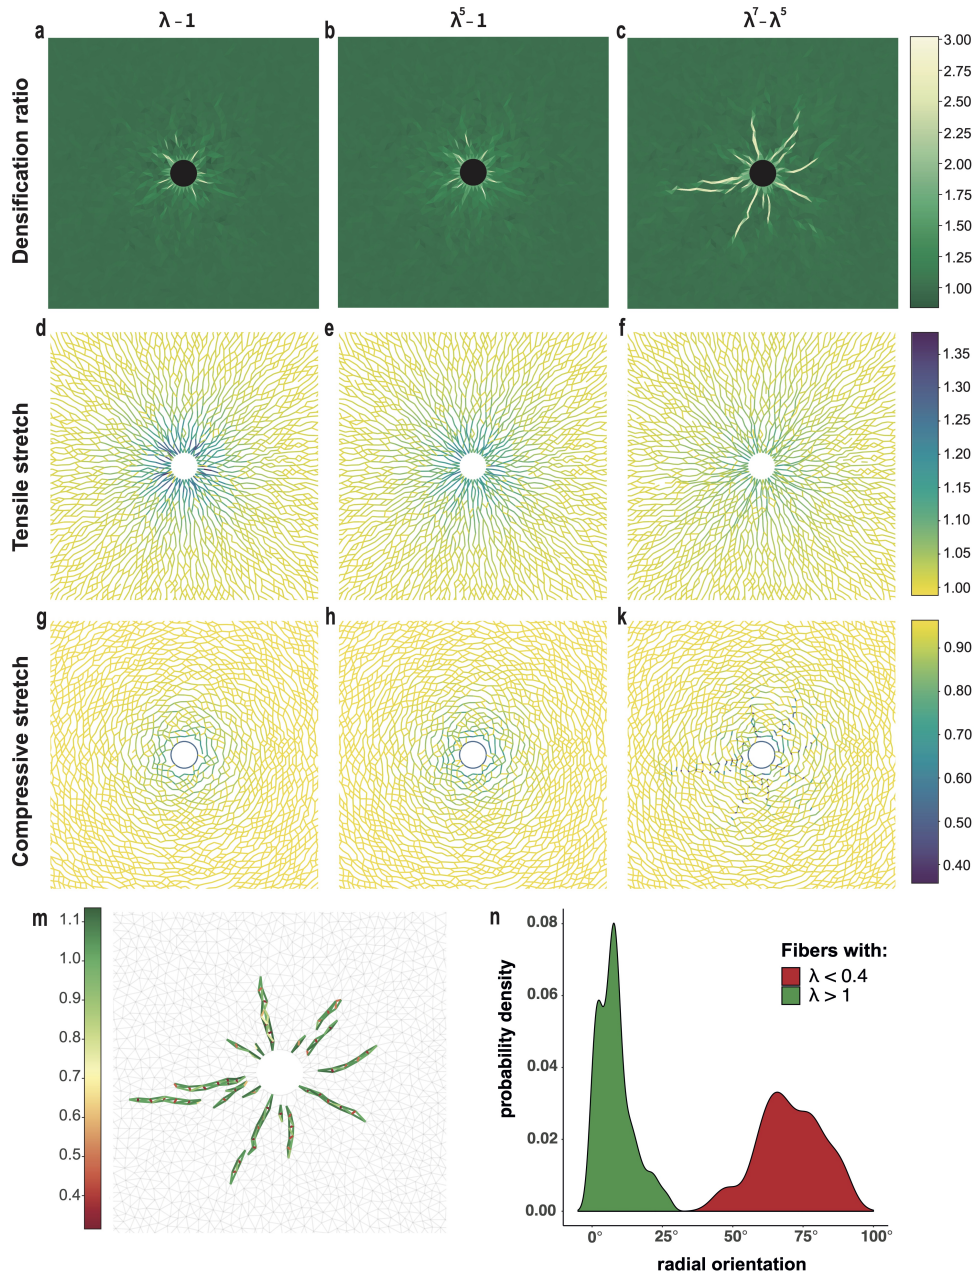 λ - 1
λ⁵ - 1
λ⁷ - λ⁵
a
b
c
Densification ratio
3.00
2.75
2.50
2.25
2.00
1.75
1.50
1.25
1.00
d
e
f
Tensile stretch
1.35
1.30
1.25
1.20
1.15
1.10
1.05
1.00
g
h
k
Compressive stretch
0.90
0.80
0.70
0.60
0.50
0.40
m
1.1
1.0
0.9
0.8
0.7
0.6
0.5
0.4
n
probability density
0.08
0.06
0.04
0.02
0.00
Fibers with:
λ < 0.4
λ > 1
0° 25° 50° 75° 100°
radial orientation